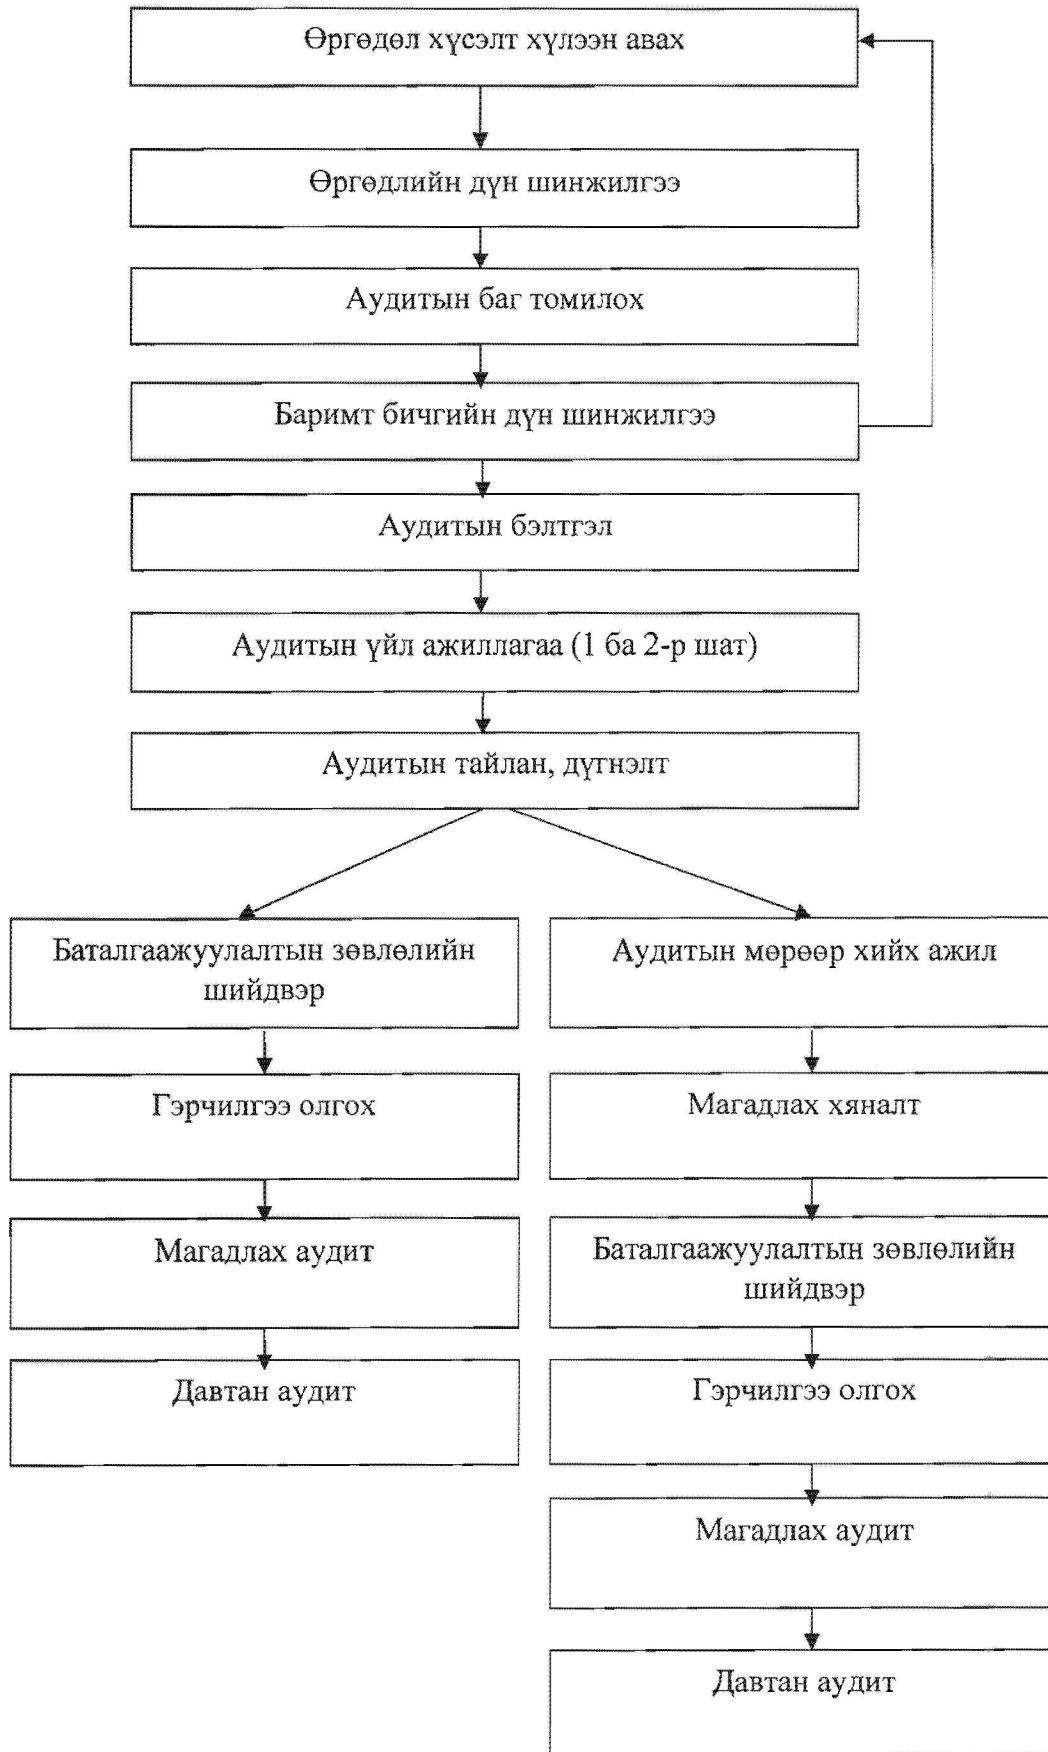 Өргөдөл хүсэлт хүлээн авах
Өргөдлийн дүн шинжилгээ
Аудитын баг томилох
Баримт бичгийн дүн шинжилгээ
Аудитын бэлтгэл
Аудитын үйл ажиллагаа (1 ба 2-р шат)
Аудитын тайлан, дүгнэлт
Баталгаажуулалтын зөвлөлийн
шийдвэр
Гэрчилгээ олгох
Магадлах аудит
Давтан аудит
Аудитын мөрөөр хийх ажил
Магадлах хяналт
Баталгаажуулалтын зөвлөлийн
шийдвэр
Гэрчилгээ олгох
Магадлах аудит
Давтан аудит